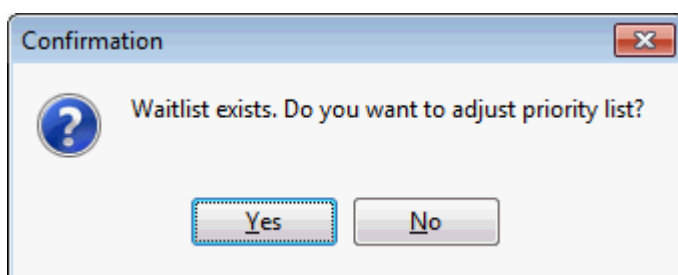 Confirmation
Waitlist exists. Do you want to adjust priority list?
Yes
No